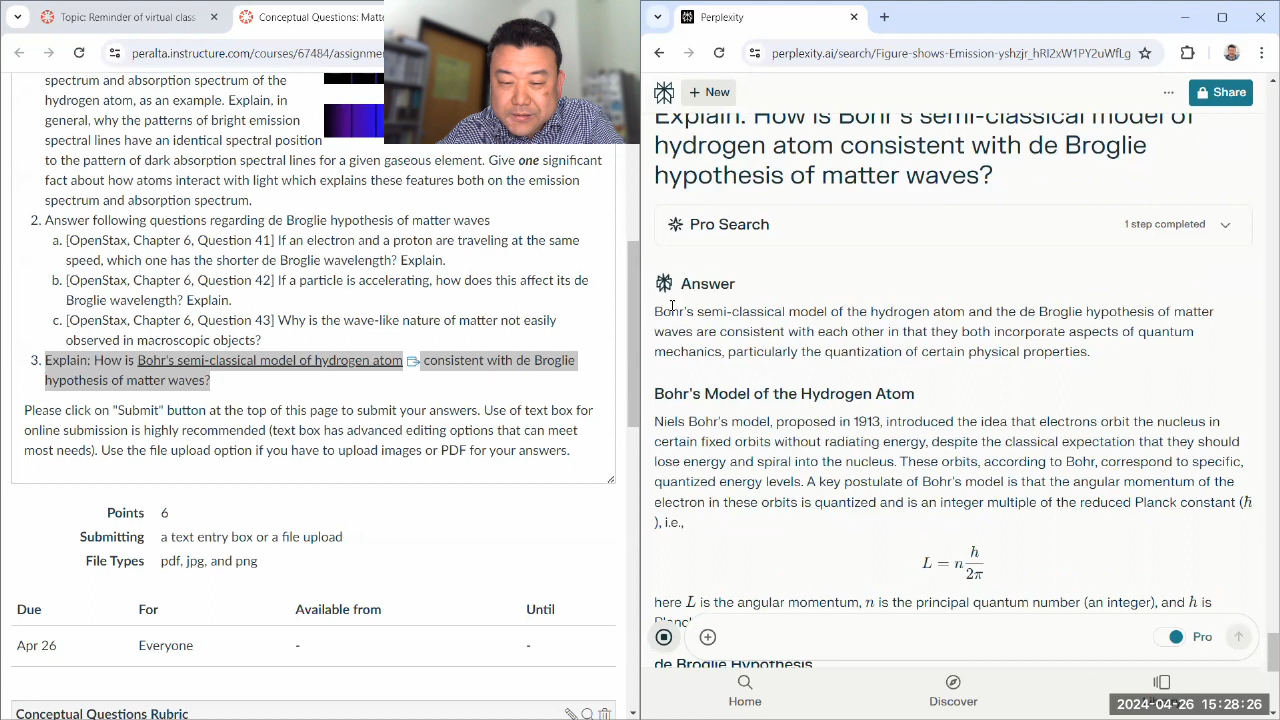 Topic: Reminder of virtual class
Conceptual Questions: Matte
Perplexity
peralta.instructure.com/courses/67484/assignme
perplexity.ai/search/Figure-shows-Emission-yshzjr_hRI2xW1PY2uWfLg
spectrum and absorption spectrum of the
hydrogen atom, as an example. Explain, in
general, why the patterns of bright emission
spectral lines have an identical spectral position
to the pattern of dark absorption spectral lines for a given gaseous element. Give one significant
fact about how atoms interact with light which explains these features both on the emission
spectrum and absorption spectrum.
2. Answer following questions regarding de Broglie hypothesis of matter waves
a. [OpenStax, Chapter 6, Question 41] If an electron and a proton are traveling at the same
speed, which one has the shorter de Broglie wavelength? Explain.
b. [OpenStax, Chapter 6, Question 42] If a particle is accelerating, how does this affect its de
Broglie wavelength? Explain.
c. [OpenStax, Chapter 6, Question 43] Why is the wave-like nature of matter not easily
observed in macroscopic objects?
3. Explain: How is Bohr's semi-classical model of hydrogen atom consistent with de Broglie
hypothesis of matter waves?
Please click on "Submit" button at the top of this page to submit your answers. Use of text box for
online submission is highly recommended (text box has advanced editing options that can meet
most needs). Use the file upload option if you have to upload images or PDF for your answers.
Points 6
Submitting a text entry box or a file upload
File Types pdf, jpg, and png
Due For Available from Until
Apr 26 Everyone - -
Conceptual Questions Rubric
+ New
Share
Explain: How is Bohr's semi-classical model of
hydrogen atom consistent with de Broglie
hypothesis of matter waves?
Pro Search 1 step completed
Answer
Bohr's semi-classical model of the hydrogen atom and the de Broglie hypothesis of matter
waves are consistent with each other in that they both incorporate aspects of quantum
mechanics, particularly the quantization of certain physical properties.
Bohr's Model of the Hydrogen Atom
Niels Bohr's model, proposed in 1913, introduced the idea that electrons orbit the nucleus in
certain fixed orbits without radiating energy, despite the classical expectation that they should
lose energy and spiral into the nucleus. These orbits, according to Bohr, correspond to specific,
quantized energy levels. A key postulate of Bohr's model is that the angular momentum of the
electron in these orbits is quantized and is an integer multiple of the reduced Planck constant (ħ
), i.e.,
L = n h/2π
here L is the angular momentum, n is the principal quantum number (an integer), and h is
Planc
de Broglie Hypothesis
Pro
Home
Discover
2024-04-26 15:28:26